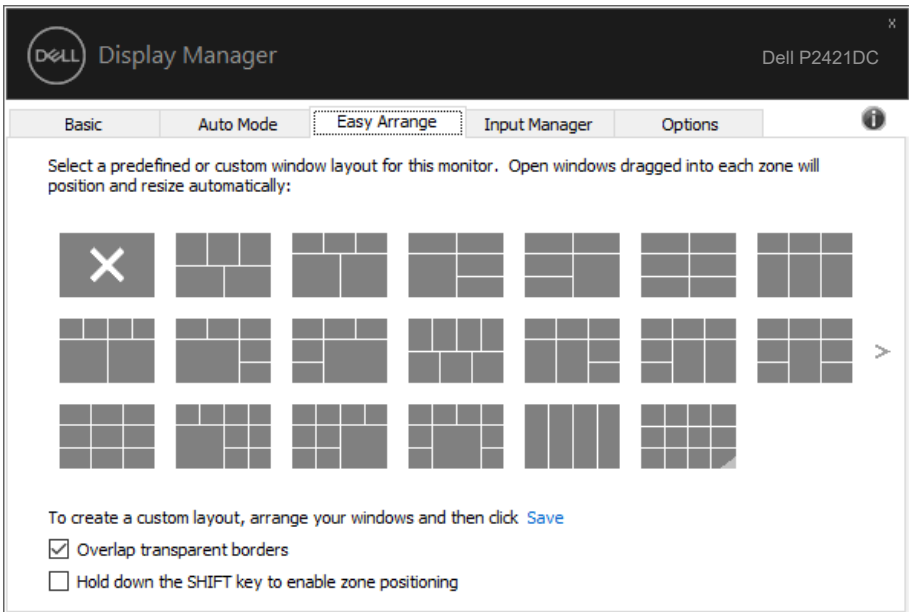 x
DELL Display Manager
Dell P2421DC
Basic Auto Mode Easy Arrange Input Manager Options
Select a predefined or custom window layout for this monitor. Open windows dragged into each zone will
position and resize automatically:
>
To create a custom layout, arrange your windows and then click Save
Overlap transparent borders
Hold down the SHIFT key to enable zone positioning